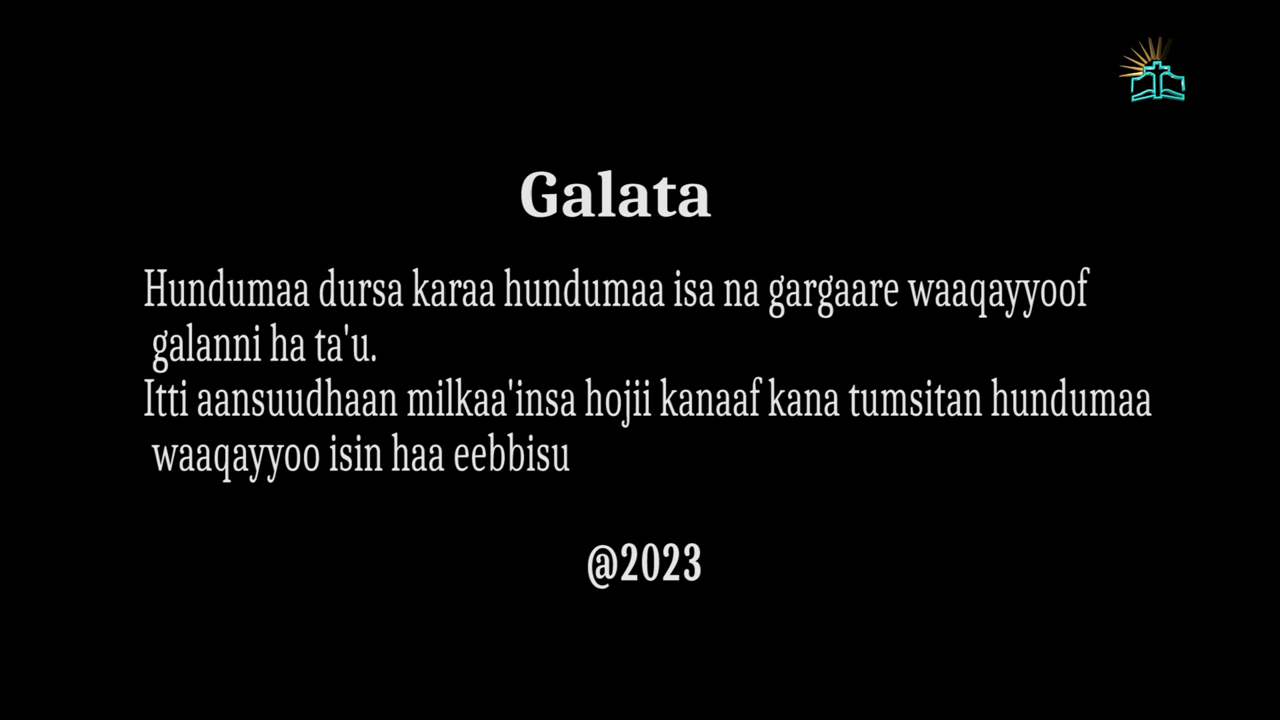 Galata
Hundumaa dursa karaa hundumaa isa na gargaare waaqayyoof
galanni ha ta'u.
Itti aansuudhaan milkaa'insa hojii kanaaf kana tumsitan hundumaa
waaqayyoo isin haa eebbisu
@2023